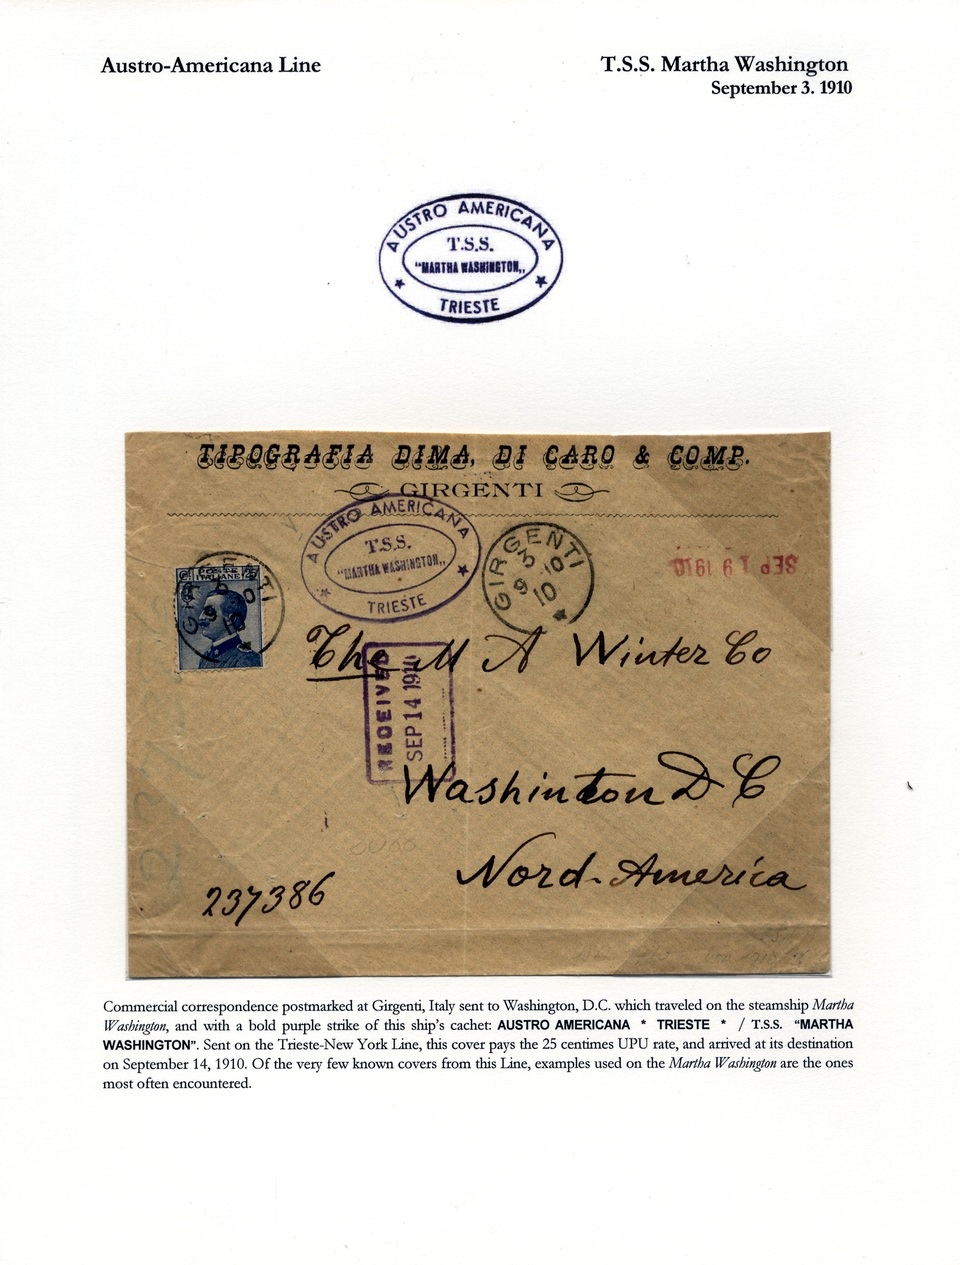 Austro-Americana Line
T.S.S. Martha Washington
September 3. 1910
AUSTRO AMERICANA
T.S.S.
"MARTHA WASHINGTON„
TRIESTE
TIPOGRAFIA DIMA, DI CARO & COMP.
GIRGENTI
AUSTRO AMERICANA
T.S.S.
"MARTHA WASHINGTON„
TRIESTE
GIRGENTI
3 10
9
10
SEP 19 1910
POSTE
ITALIANE
25
The M A Winter Co
RECEIVED
SEP 14 1910
Washinton D C
Nord-America
237386
Commercial correspondence postmarked at Girgenti, Italy sent to Washington, D.C. which traveled on the steamship Martha
Washington, and with a bold purple strike of this ship's cachet: AUSTRO AMERICANA * TRIESTE * / T.S.S. "MARTHA
WASHINGTON". Sent on the Trieste-New York Line, this cover pays the 25 centimes UPU rate, and arrived at its destination
on September 14, 1910. Of the very few known covers from this Line, examples used on the Martha Washington are the ones
most often encountered.